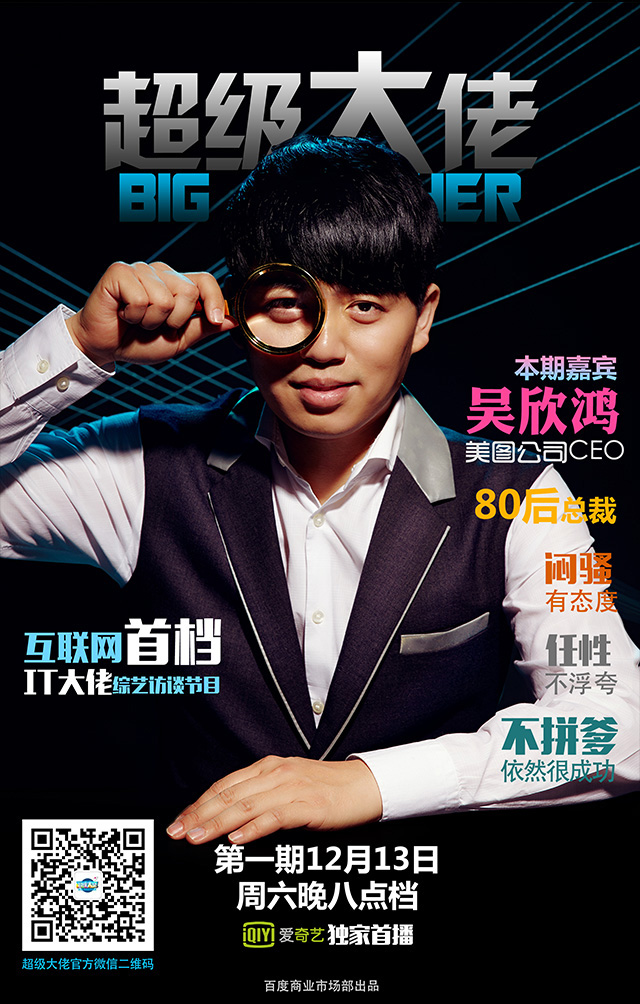 超级大佬
BIG
HER
本期嘉宾
吴欣鸿
美图公司CEO
80后总裁
闷骚
有态度
任性
不浮夸
不拼爹
依然很成功
互联网首档
IT大佬综艺访谈节目
第一期12月13日
周六晚八点档
QIY 爱奇艺 独家首播
超级大佬官方微信二维码
百度商业市场部出品